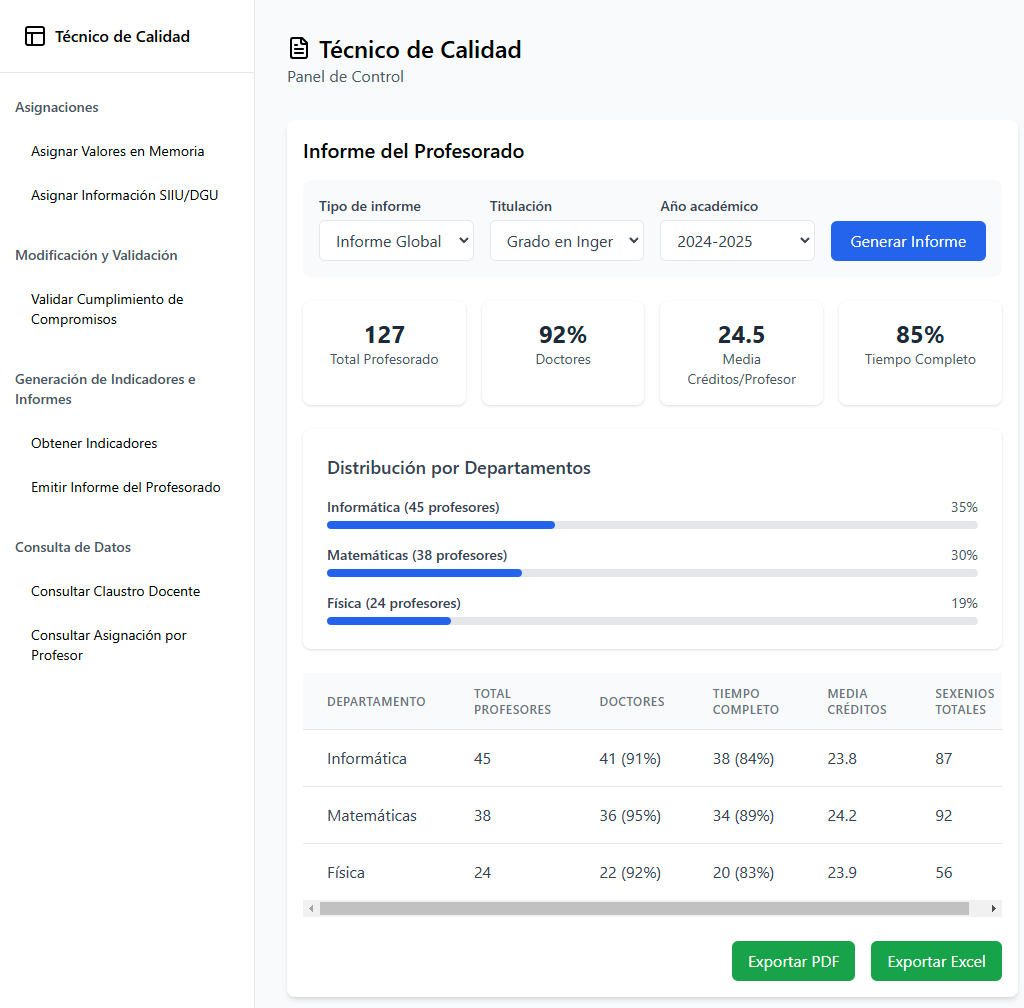 Técnico de Calidad
Asignaciones
Asignar Valores en Memoria
Asignar Información SIIU/DGU
Modificación y Validación
Validar Cumplimiento de
Compromisos
Generación de Indicadores e
Informes
Obtener Indicadores
Emitir Informe del Profesorado
Consulta de Datos
Consultar Claustro Docente
Consultar Asignación por
Profesor
Técnico de Calidad
Panel de Control
Informe del Profesorado
Tipo de informe Titulación Año académico
Informe Global Grado en Inger 2024-2025 Generar Informe
127 92% 24.5 85%
Total Profesorado Doctores Media Tiempo Completo
Créditos/Profesor
Distribución por Departamentos
Informática (45 profesores) 35%
Matemáticas (38 profesores) 30%
Física (24 profesores) 19%
DEPARTAMENTO TOTAL PROFESORES DOCTORES TIEMPO COMPLETO MEDIA CRÉDITOS SEXENIOS TOTALES
Informática 45 41 (91%) 38 (84%) 23.8 87
Matemáticas 38 36 (95%) 34 (89%) 24.2 92
Física 24 22 (92%) 20 (83%) 23.9 56
Exportar PDF Exportar Excel